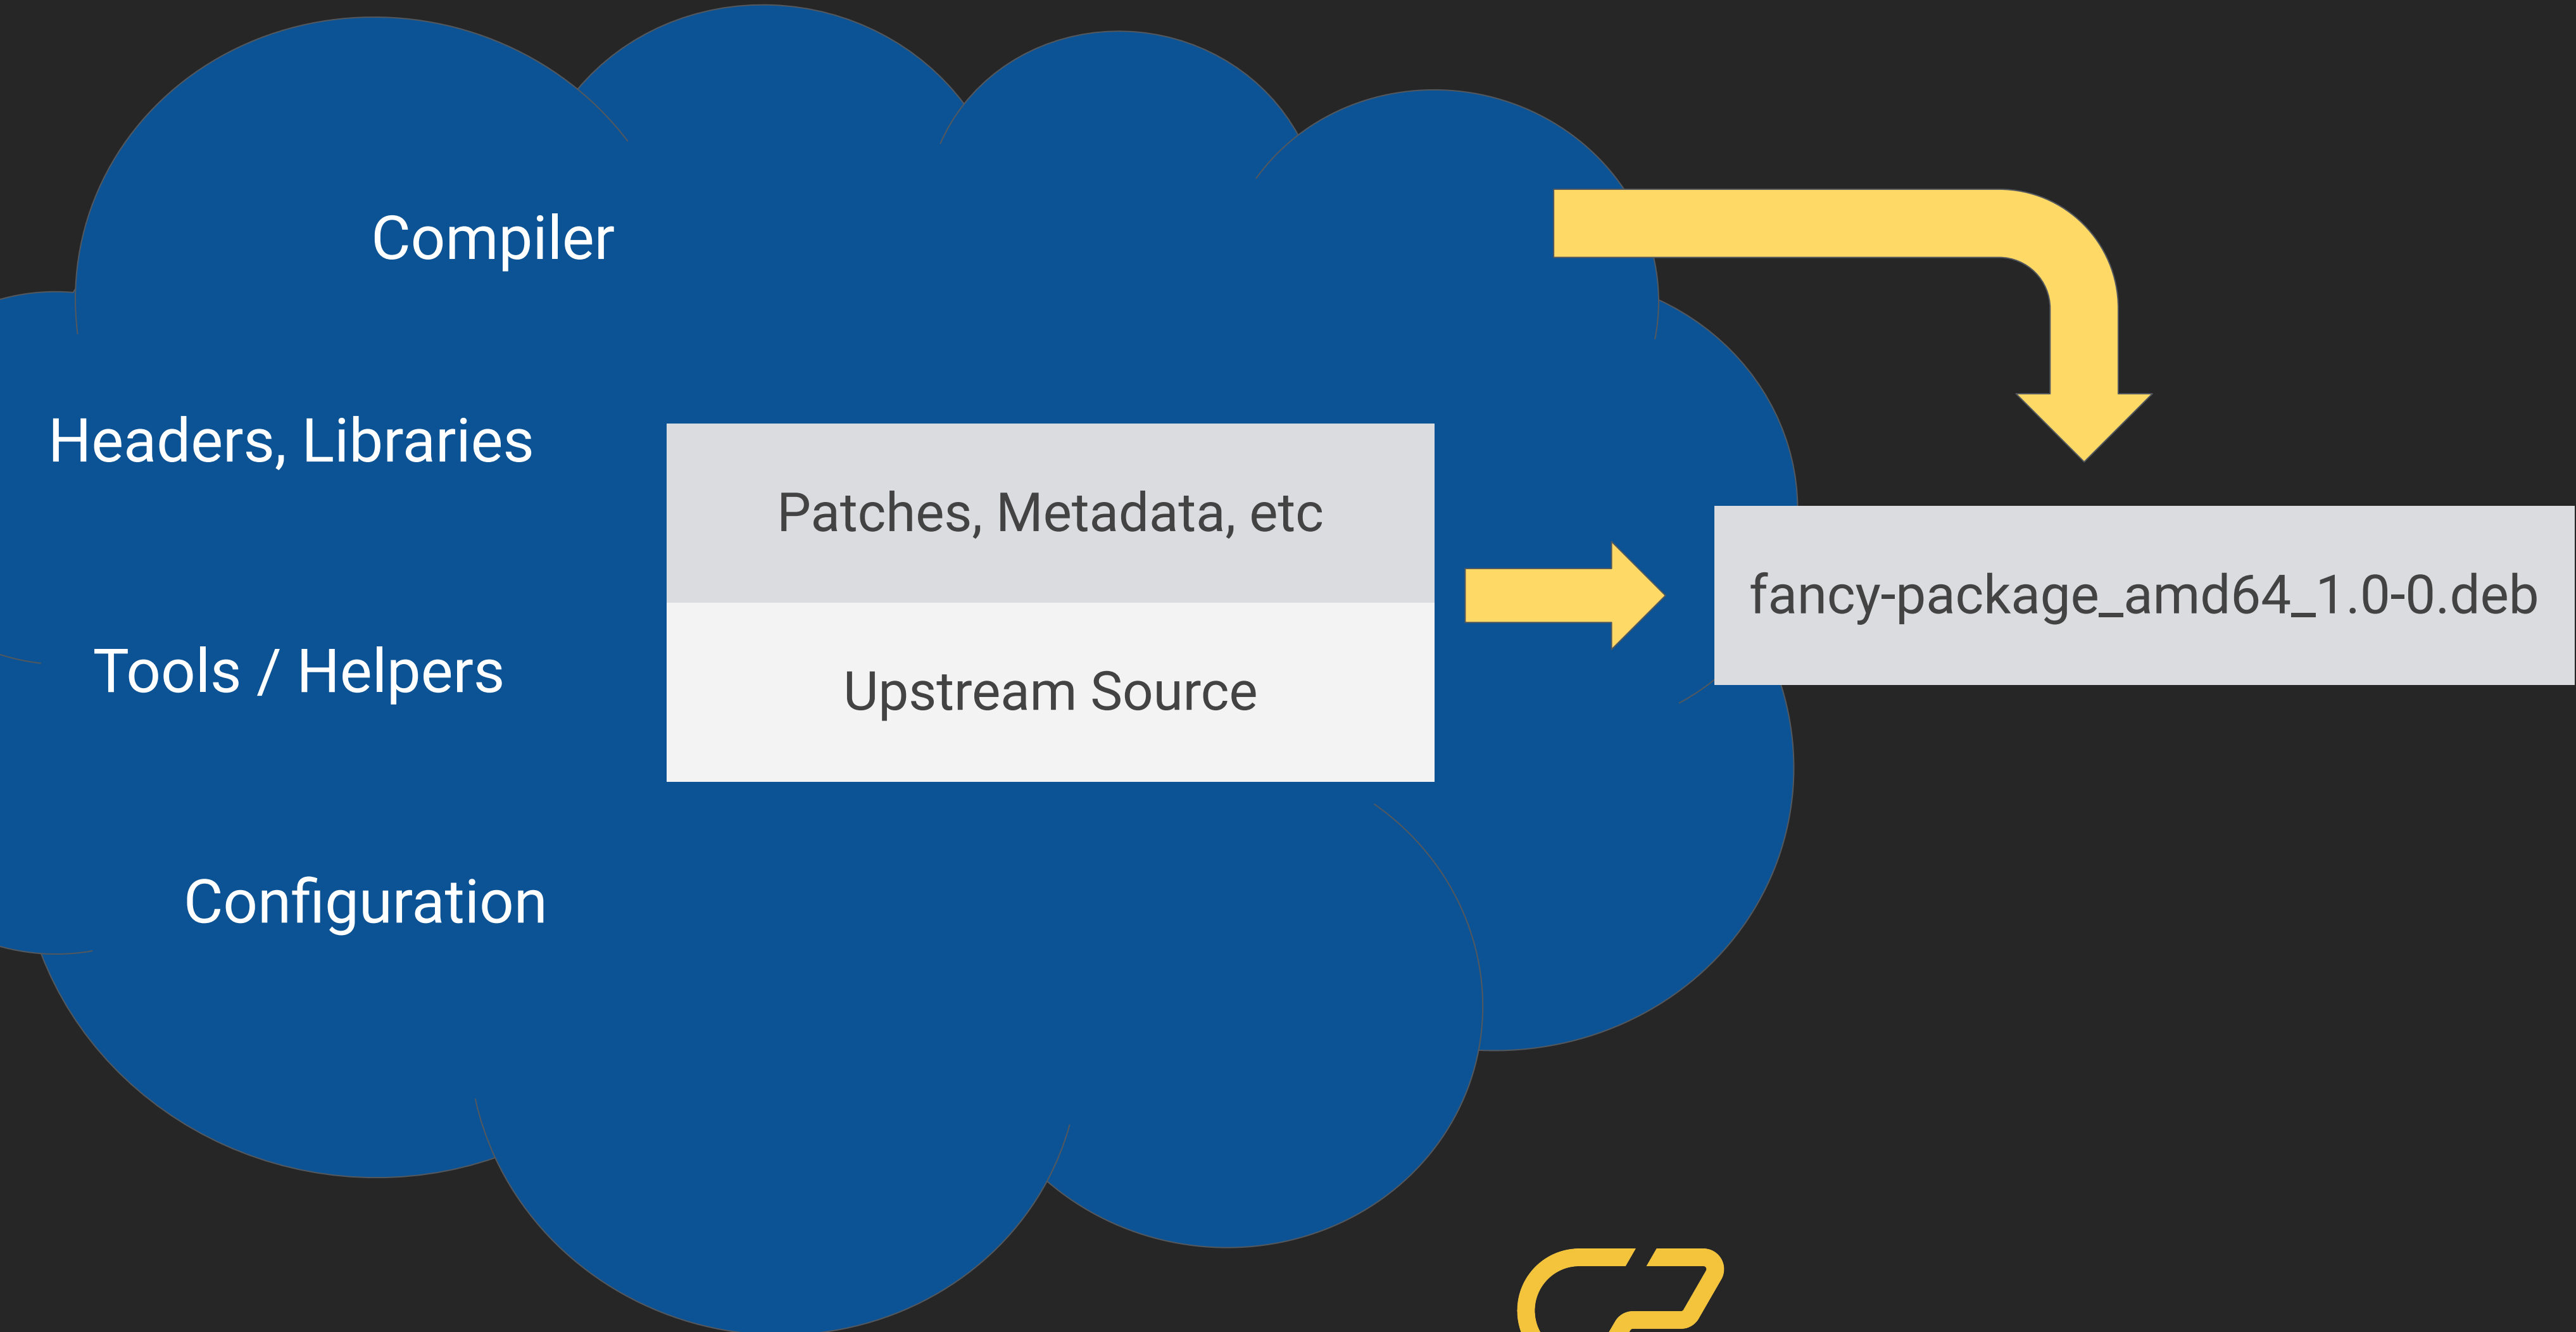 Compiler
Headers, Libraries
Tools / Helpers
Configuration
Patches, Metadata, etc
Upstream Source
fancy-package_amd64_1.0-0.deb